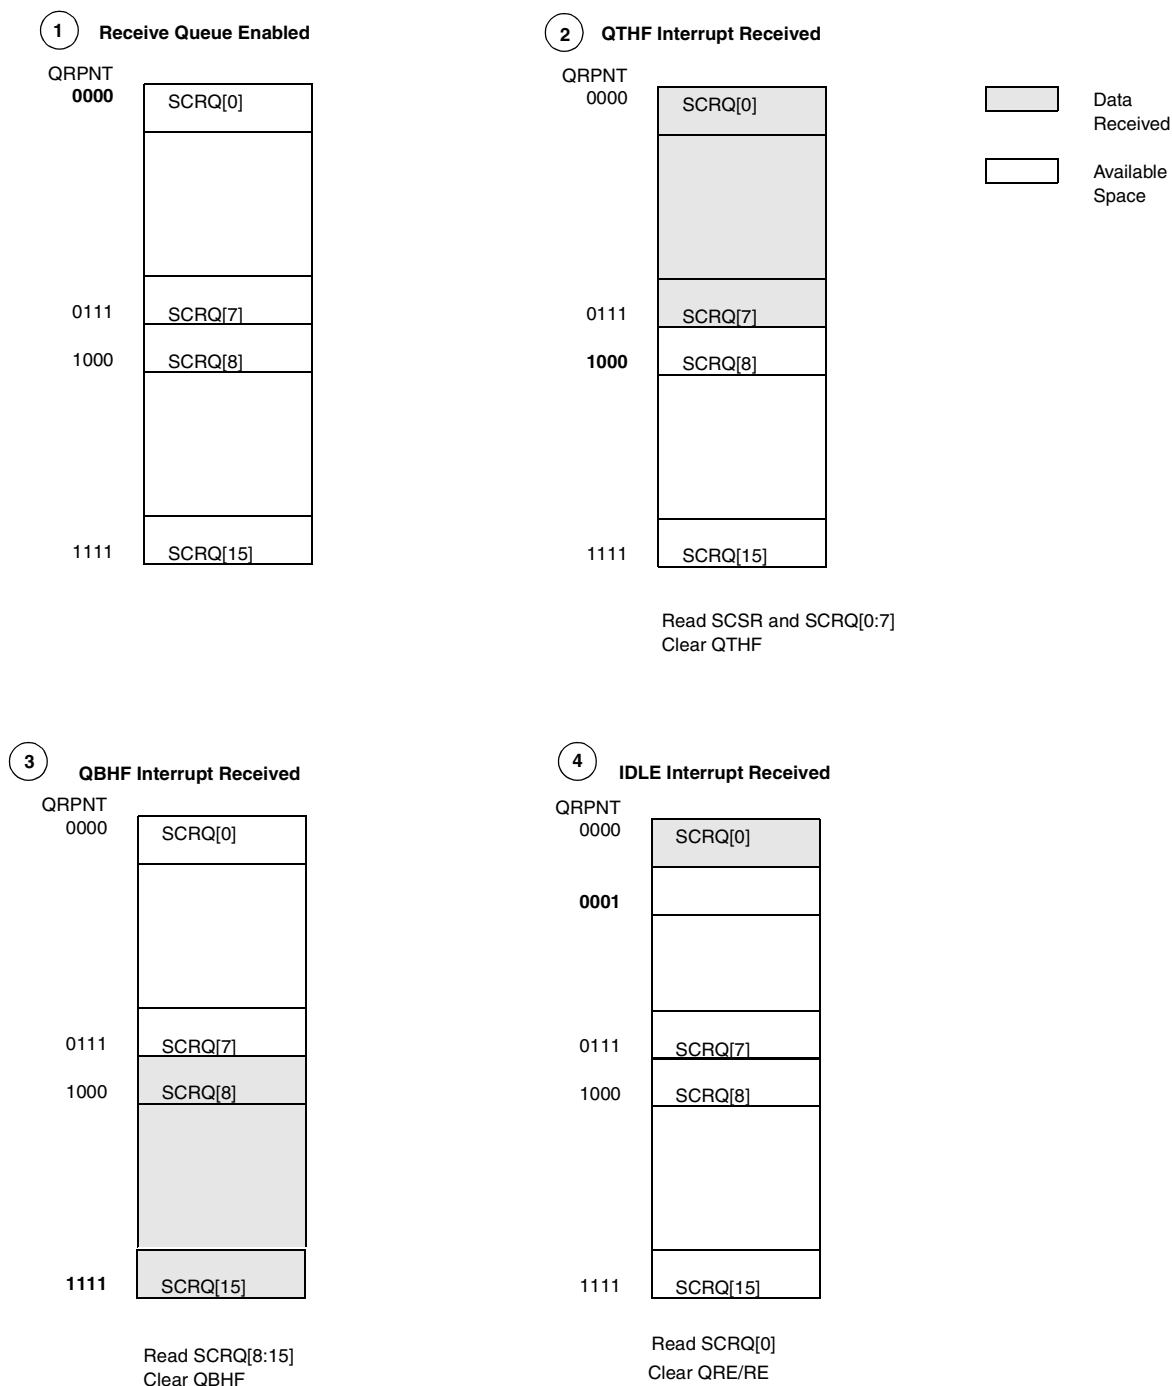 1 Receive Queue Enabled
QRPNT
0000 SCRQ[0]
0111 SCRQ[7]
1000 SCRQ[8]
1111 SCRQ[15]
2 QTHF Interrupt Received
QRPNT
0000 SCRQ[0]
0111 SCRQ[7]
1000 SCRQ[8]
1111 SCRQ[15]
Read SCSR and SCRQ[0:7]
Clear QTHF
Data
Received
Available
Space
3 QBHF Interrupt Received
QRPNT
0000 SCRQ[0]
0111 SCRQ[7]
1000 SCRQ[8]
1111 SCRQ[15]
Read SCRQ[8:15]
Clear QBHF
4 IDLE Interrupt Received
QRPNT
0000 SCRQ[0]
0001
0111 SCRQ[7]
1000 SCRQ[8]
1111 SCRQ[15]
Read SCRQ[0]
Clear QRE/RE